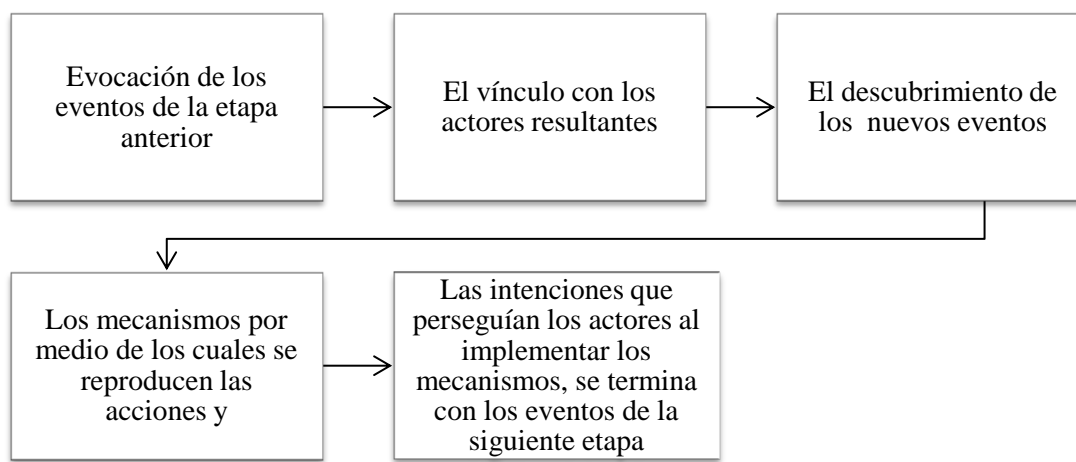 Evocación de los
eventos de la etapa
anterior
El vínculo con los
actores resultantes
El descubrimiento de
los nuevos eventos
Los mecanismos por
medio de los cuales se
reproducen las
acciones y
Las intenciones que
perseguían los actores al
implementar los
mecanismos, se termina
con los eventos de la
siguiente etapa